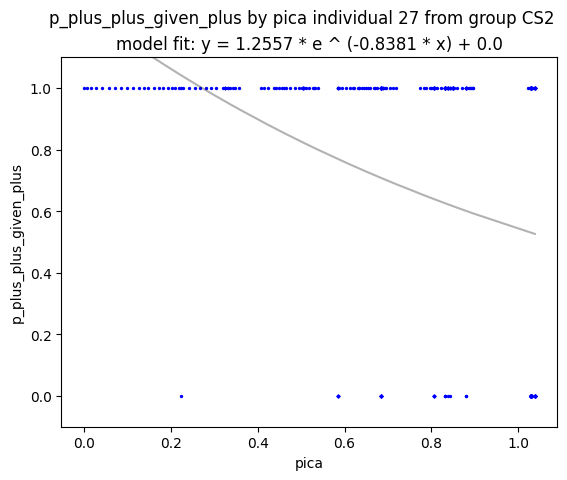 p_plus_plus_given_plus by pica individual 27 from group CS2
model fit: y = 1.2557 * e ^ (-0.8381 * x) + 0.0
1.0
0.8
0.6
0.4
0.2
0.0
p_plus_plus_given_plus
0.0 0.2 0.4 0.6 0.8 1.0
pica